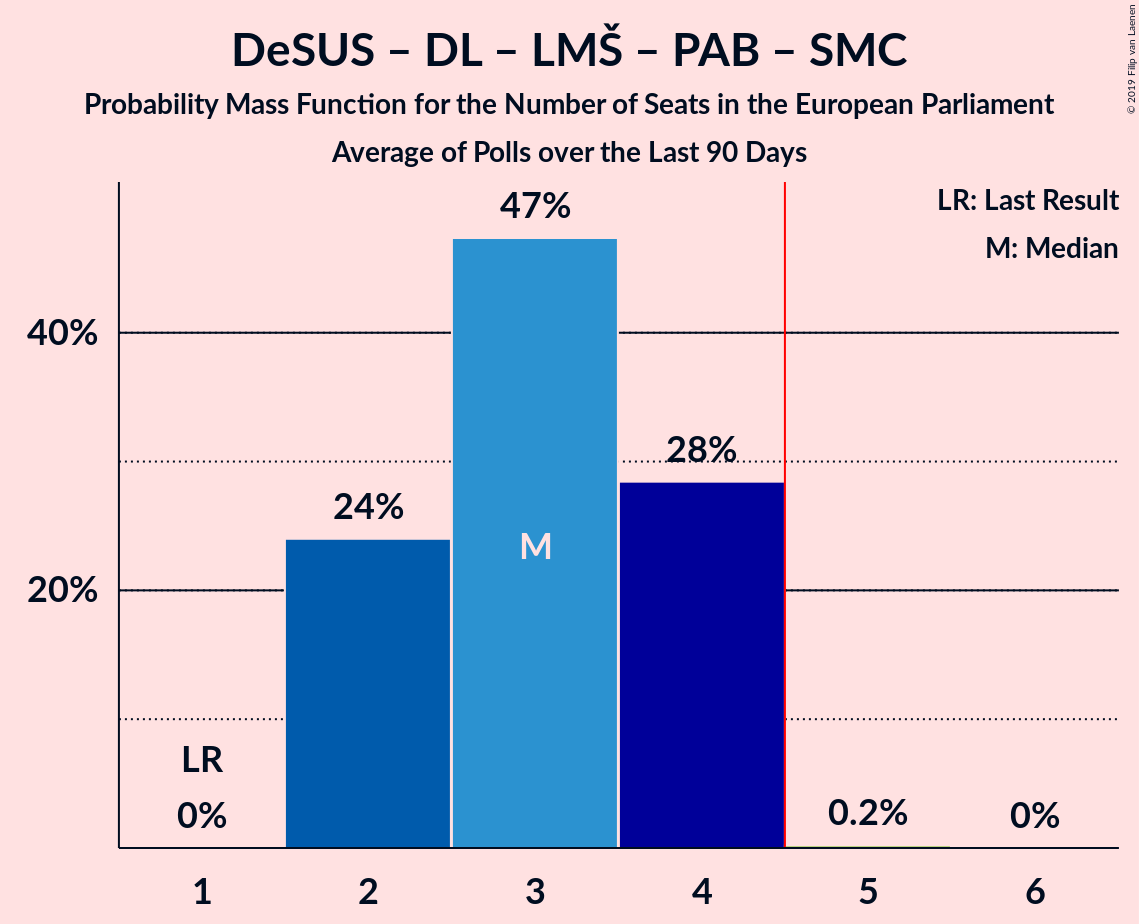 DeSUS – DL – LMŠ – PAB – SMC
Probability Mass Function for the Number of Seats in the European Parliament
Average of Polls over the Last 90 Days
© 2019 Filip van Laenen
LR: Last Result
M: Median
47%
40%
28%
24%
M
20%
LR
0%
0.2%
0%
1 2 3 4 5 6